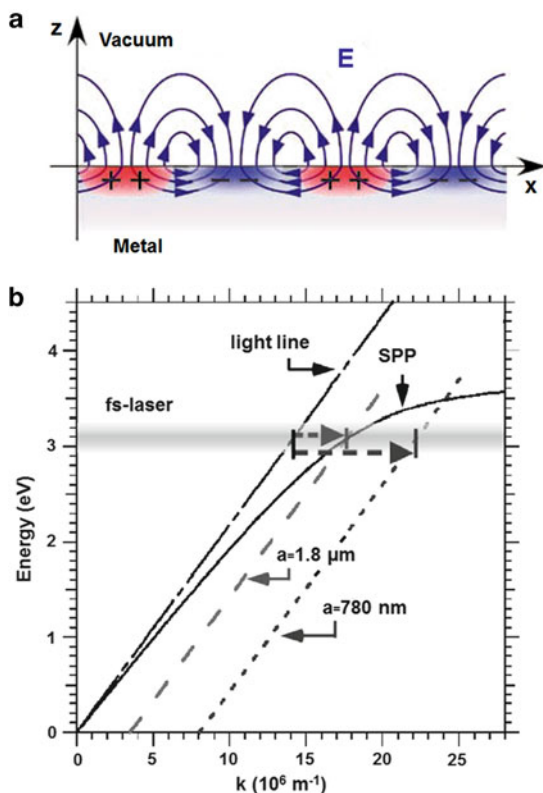 a
z
Vacuum
E
+ + − − + + − −
x
Metal
b
4
3
2
1
0
Energy (eV)
light line
SPP
fs-laser
a=1.8 µm
a=780 nm
0 5 10 15 20 25
k (10⁶ m⁻¹)